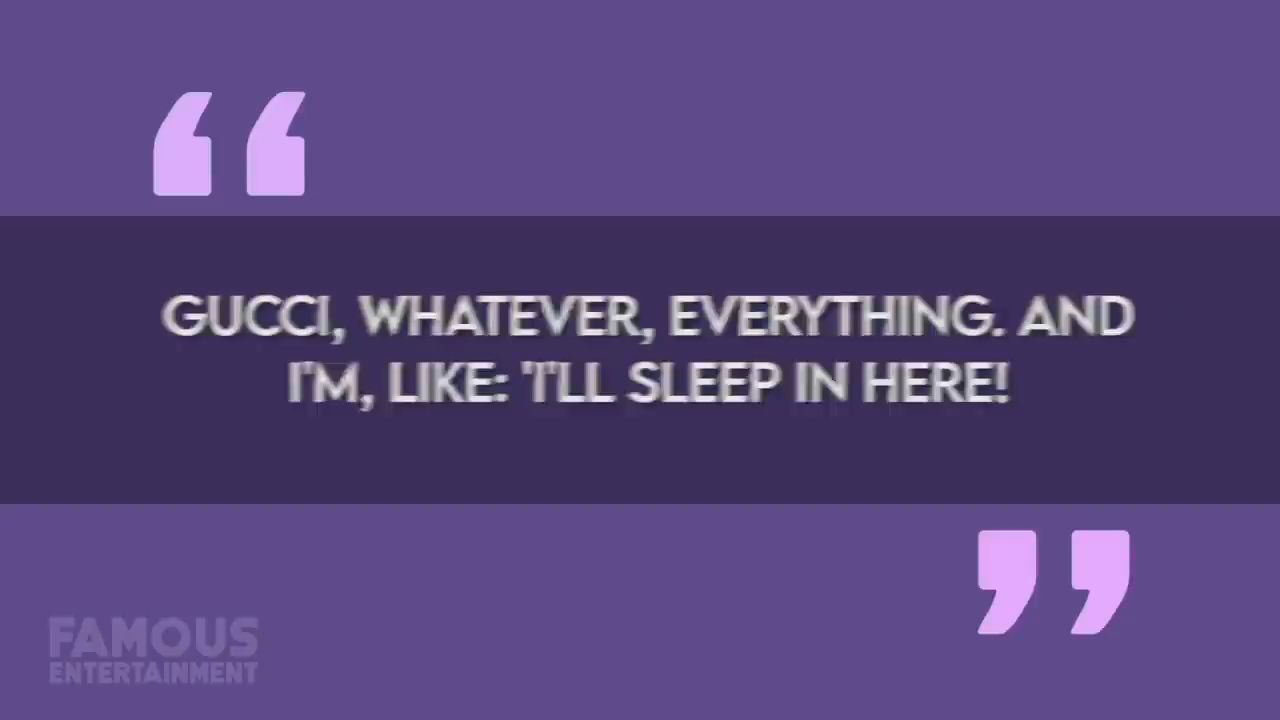 GUCCI, WHATEVER, EVERYTHING. AND
I'M, LIKE: 'I'LL SLEEP IN HERE!
FAMOUS
ENTERTAINMENT